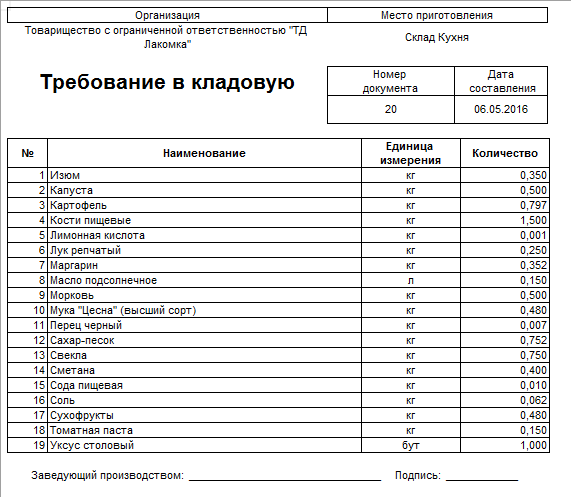 Организация Место приготовления
Товарищество с ограниченной ответственностью "ТД
Лакомка"
Склад Кухня
Требование в кладовую
Номер
документа
Дата
составления
20 06.05.2016
№ Наименование Единица
измерения Количество
1 Изюм кг 0,350
2 Капуста кг 0,500
3 Картофель кг 0,797
4 Кости пищевые кг 1,500
5 Лимонная кислота кг 0,001
6 Лук репчатый кг 0,250
7 Маргарин кг 0,352
8 Масло подсолнечное л 0,150
9 Морковь кг 0,500
10 Мука "Цесна" (высший сорт) кг 0,480
11 Перец черный кг 0,007
12 Сахар-песок кг 0,752
13 Свекла кг 0,750
14 Сметана кг 0,400
15 Сода пищевая кг 0,010
16 Соль кг 0,062
17 Сухофрукты кг 0,480
18 Томатная паста кг 0,150
19 Уксус столовый бут 1,000
Заведующий производством: Подпись: